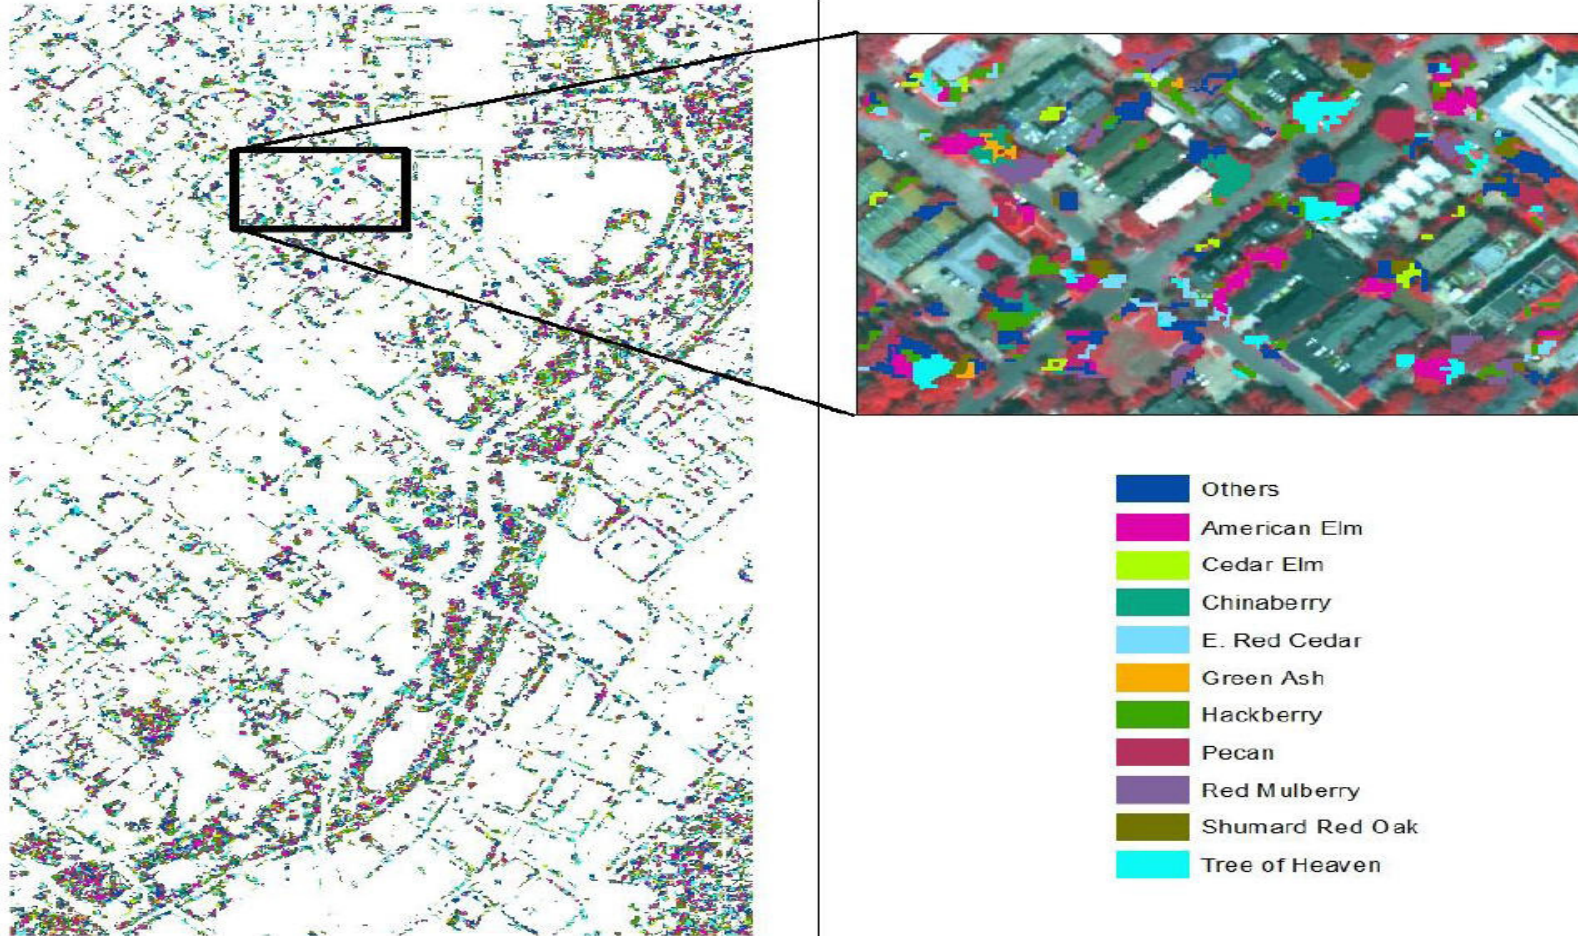 Others
American Elm
Cedar Elm
Chinaberry
E. Red Cedar
Green Ash
Hackberry
Pecan
Red Mulberry
Shumard Red Oak
Tree of Heaven